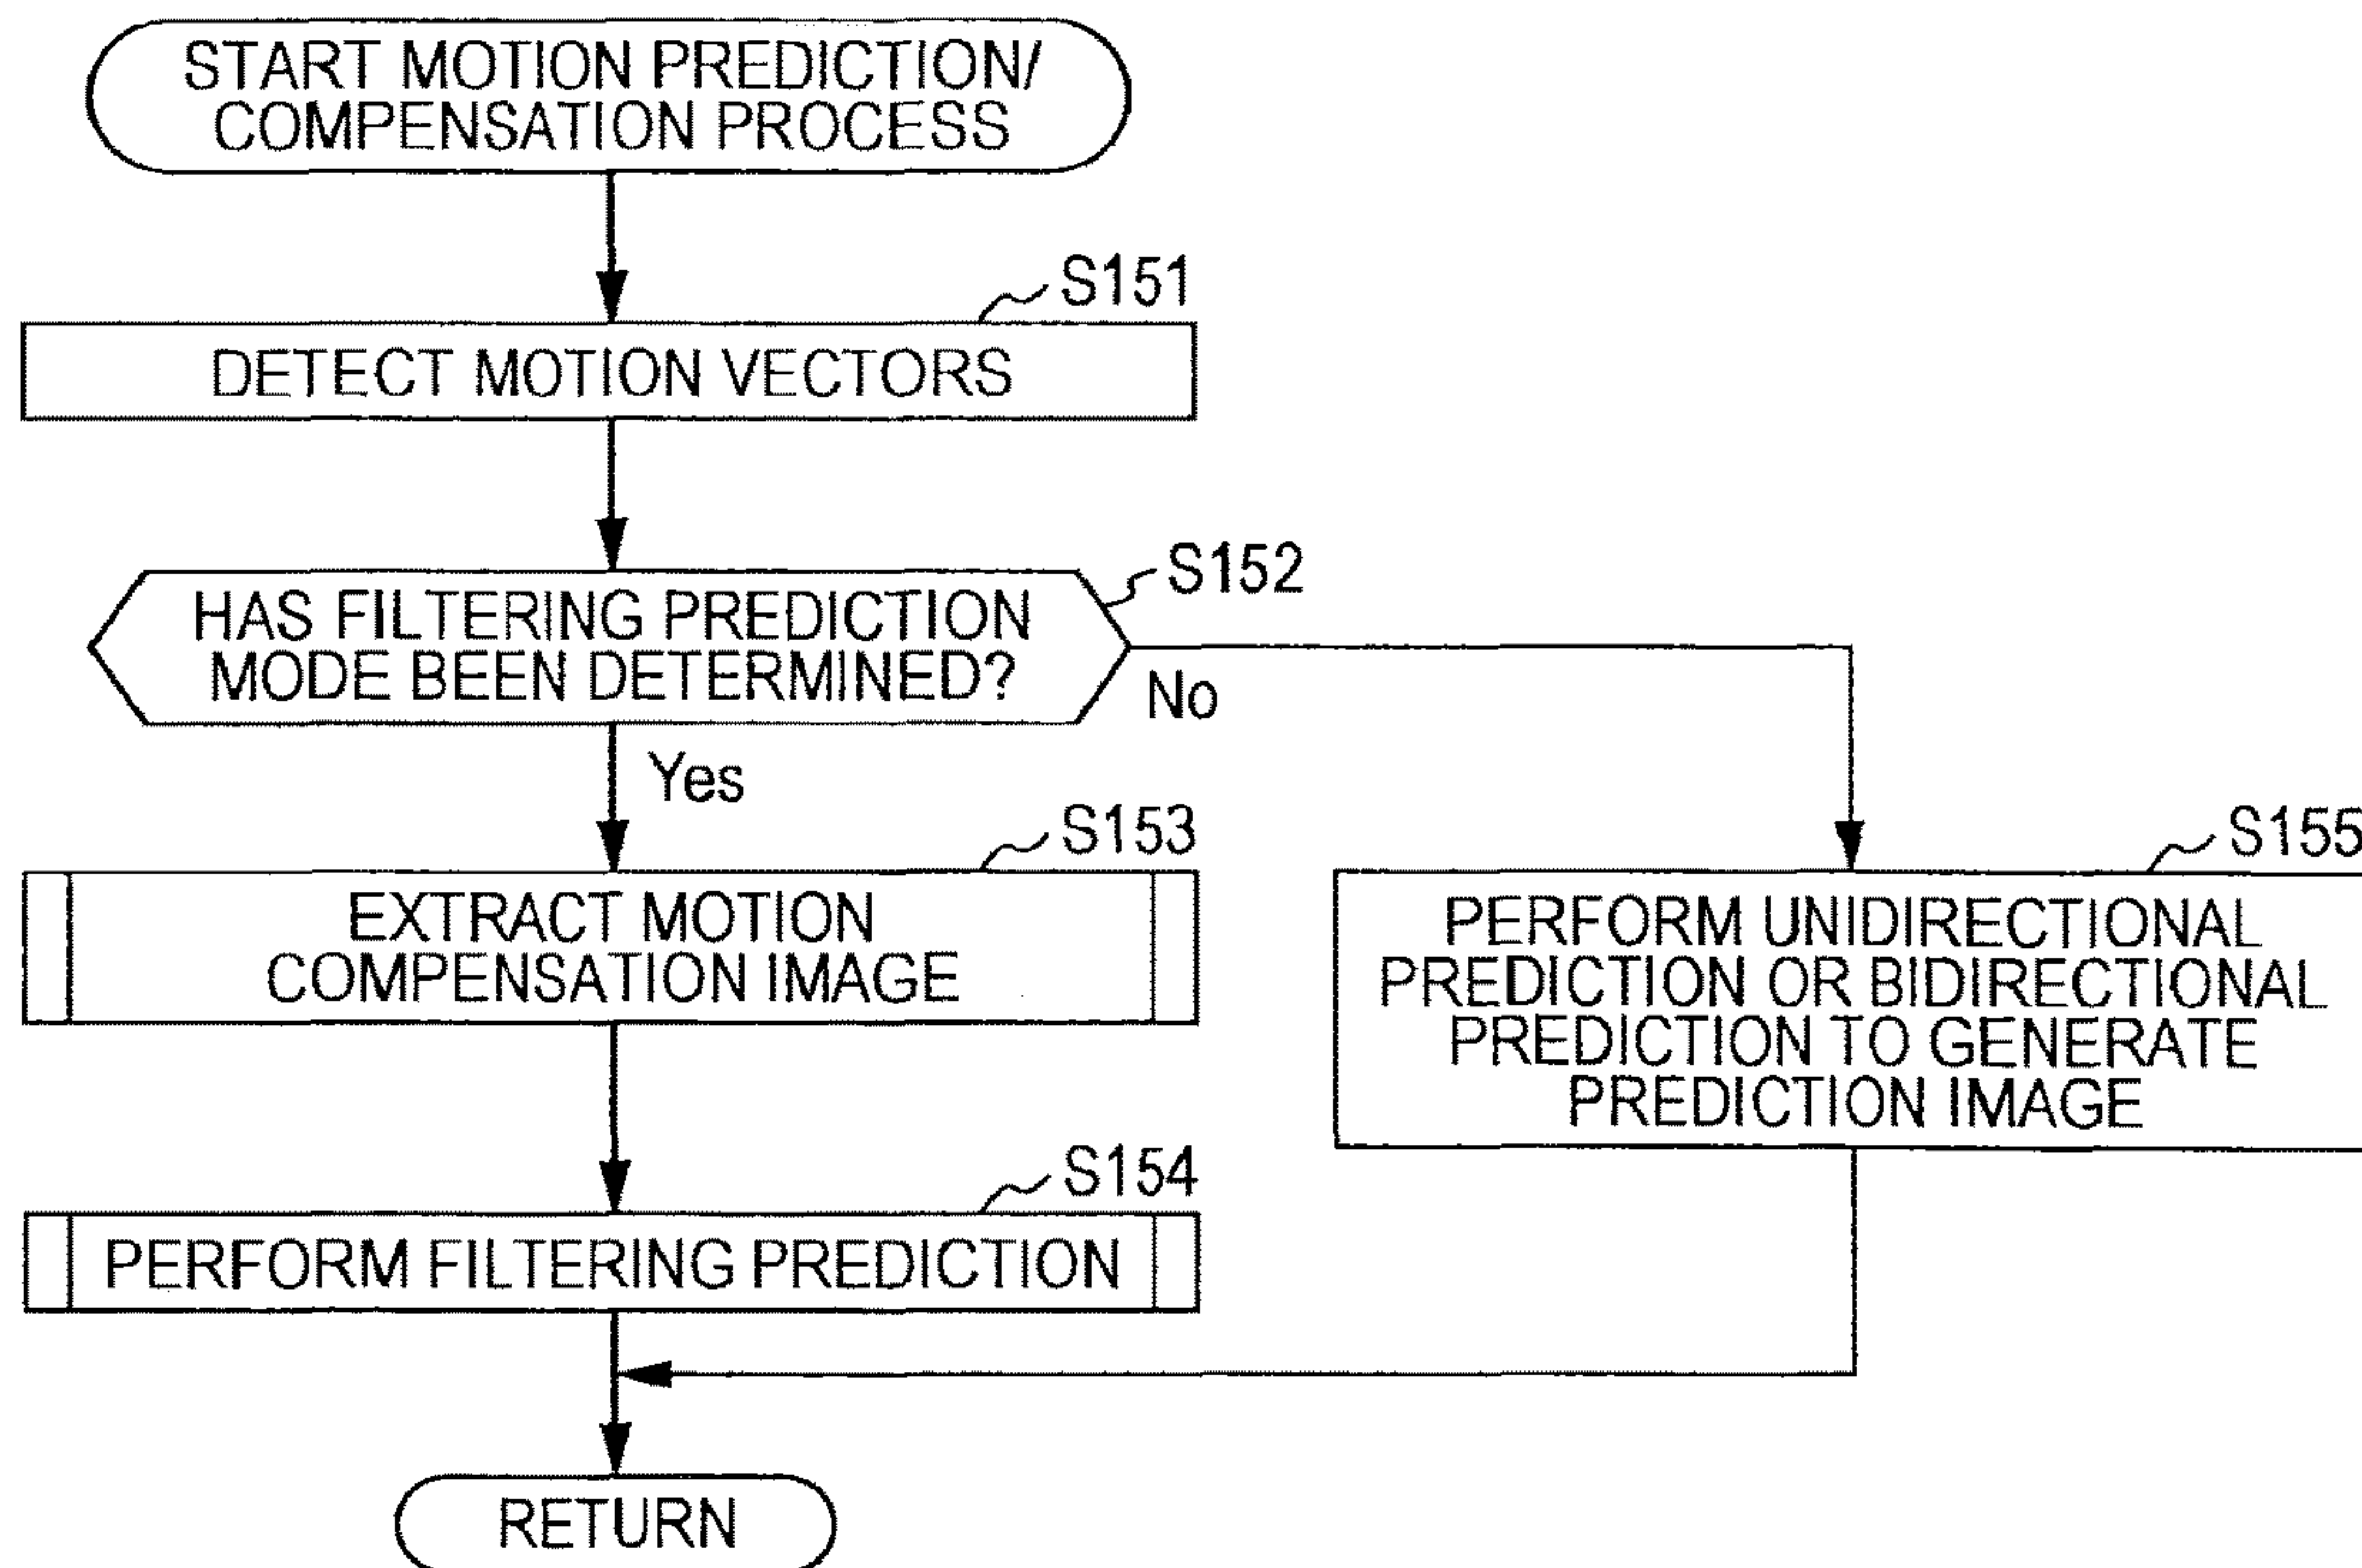 START MOTION PREDICTION/
COMPENSATION PROCESS
S151
DETECT MOTION VECTORS
S152
HAS FILTERING PREDICTION
MODE BEEN DETERMINED?
No
Yes
S153
EXTRACT MOTION
COMPENSATION IMAGE
S155
PERFORM UNIDIRECTIONAL
PREDICTION OR BIDIRECTIONAL
PREDICTION TO GENERATE
PREDICTION IMAGE
S154
PERFORM FILTERING PREDICTION
RETURN